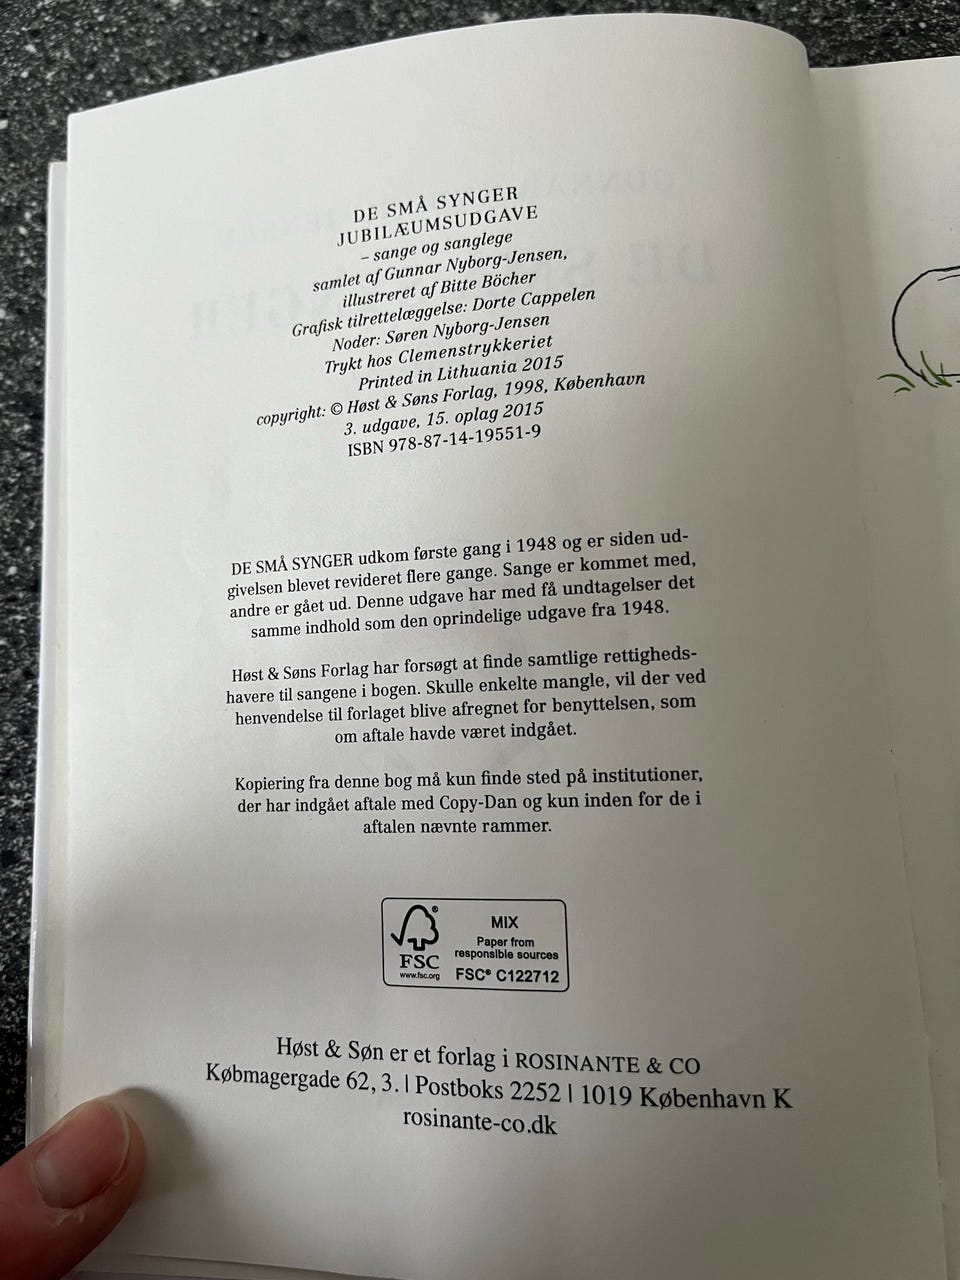 DE SMÅ SYNGER
JUBILÆUMSUDGAVE
– sange og sanglege
samlet af Gunnar Nyborg-Jensen,
illustreret af Bitte Böcher
Grafisk tilrettelæggelse: Dorte Cappelen
Noder: Søren Nyborg-Jensen
Trykt hos Clemenstrykkeriet
Printed in Lithuania 2015
copyright: © Høst & Søns Forlag, 1998, København
3. udgave, 15. oplag 2015
ISBN 978-87-14-19551-9
DE SMÅ SYNGER udkom første gang i 1948 og er siden ud-
givelsen blevet revideret flere gange. Sange er kommet med,
andre er gået ud. Denne udgave har med få undtagelser det
samme indhold som den oprindelige udgave fra 1948.
Høst & Søns Forlag har forsøgt at finde samtlige rettigheds-
havere til sangene i bogen. Skulle enkelte mangle, vil der ved
henvendelse til forlaget blive afregnet for benyttelsen, som
om aftale havde været indgået.
Kopiering fra denne bog må kun finde sted på institutioner,
der har indgået aftale med Copy-Dan og kun inden for de i
aftalen nævnte rammer.
MIX
Paper from
responsible sources
FSC® C122712
®
FSC
www.fsc.org
Høst & Søn er et forlag i ROSINANTE & CO
Købmagergade 62, 3. | Postboks 2252 | 1019 København K
rosinante-co.dk